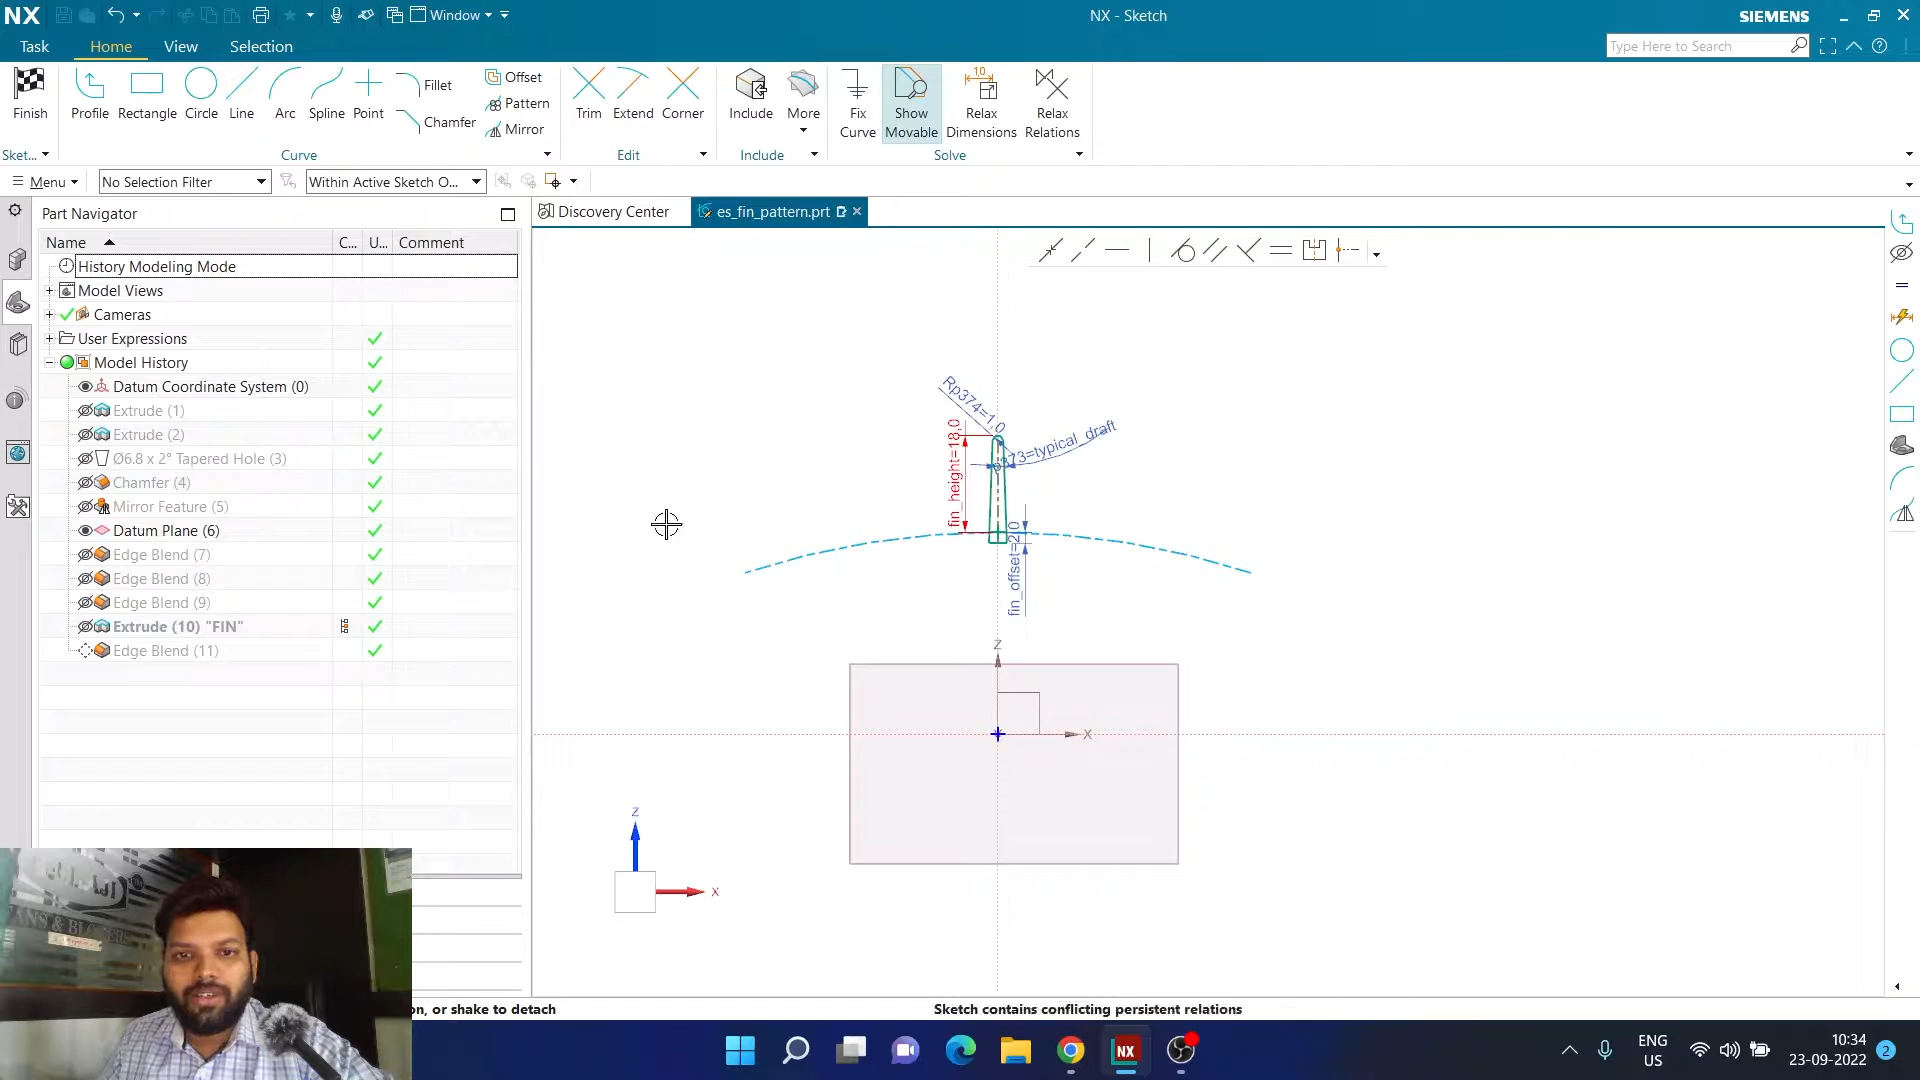 NX
Window
NX - Sketch
SIEMENS
Task
Home
View
Selection
Type Here to Search
Finish
Profile
Rectangle
Circle
Line
Arc
Spline
Point
Fillet
Chamfer
Offset
Pattern
Mirror
Trim
Extend
Corner
Include
More
Fix
Curve
Show
Movable
Relax
Dimensions
Relax
Relations
Sket...
Curve
Edit
Include
Solve
Menu
No Selection Filter
Within Active Sketch O...
Part Navigator
Discovery Center
es_fin_pattern.prt
Name
C...
U...
Comment
History Modeling Mode
Model Views
Cameras
User Expressions
Model History
Datum Coordinate System (0)
Extrude (1)
Extrude (2)
Ø6.8 x 2° Tapered Hole (3)
Chamfer (4)
Mirror Feature (5)
Datum Plane (6)
Edge Blend (7)
Edge Blend (8)
Edge Blend (9)
Extrude (10) "FIN"
Edge Blend (11)
Rp374=1,0
fin_height=18,0
p373=typical_draft
fin_offset=2,0
Z
X
Z
X
on, or shake to detach
Sketch contains conflicting persistent relations
NX
ENG
US
10:34
23-09-2022
2